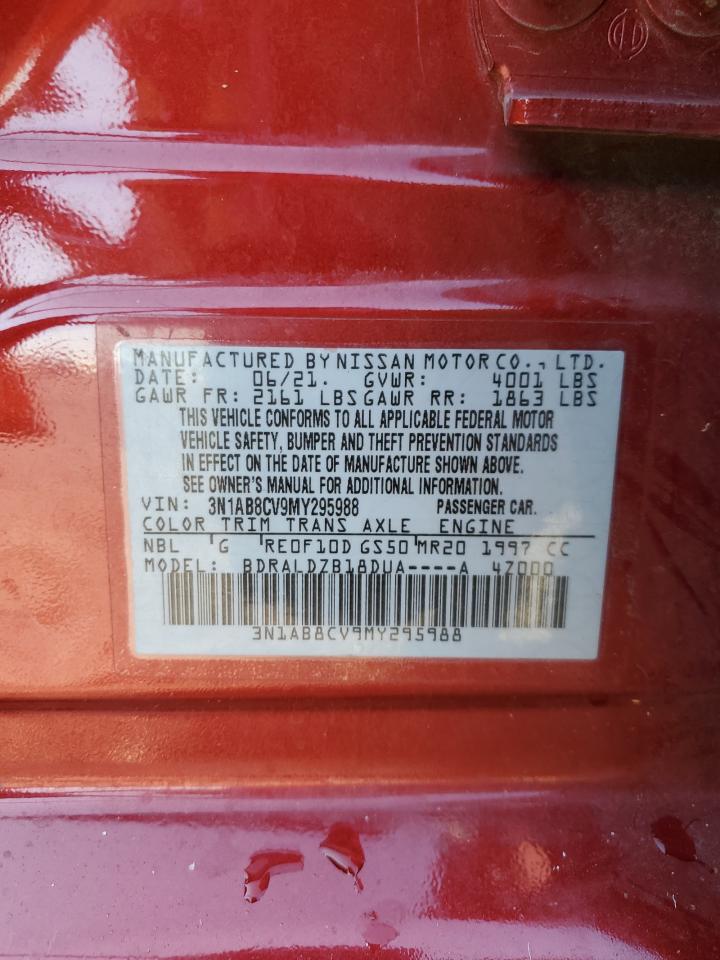 MANUFACTURED BY NISSAN MOTOR CO., LTD.
DATE: 06/21. GVWR: 4001 LBS
GAWR FR: 2161 LBS GAWR RR: 1863 LBS
THIS VEHICLE CONFORMS TO ALL APPLICABLE FEDERAL MOTOR
VEHICLE SAFETY, BUMPER AND THEFT PREVENTION STANDARDS
IN EFFECT ON THE DATE OF MANUFACTURE SHOWN ABOVE.
SEE OWNER'S MANUAL FOR ADDITIONAL INFORMATION.
VIN: 3N1AB8CV9MY295988 PASSENGER CAR.
COLOR TRIM TRANS AXLE ENGINE
NBL G RE0F10D GS50 MR20 1997 CC
MODEL: BDRALDZB18DUA----A 4Z000
3N1AB8CV9MY295988